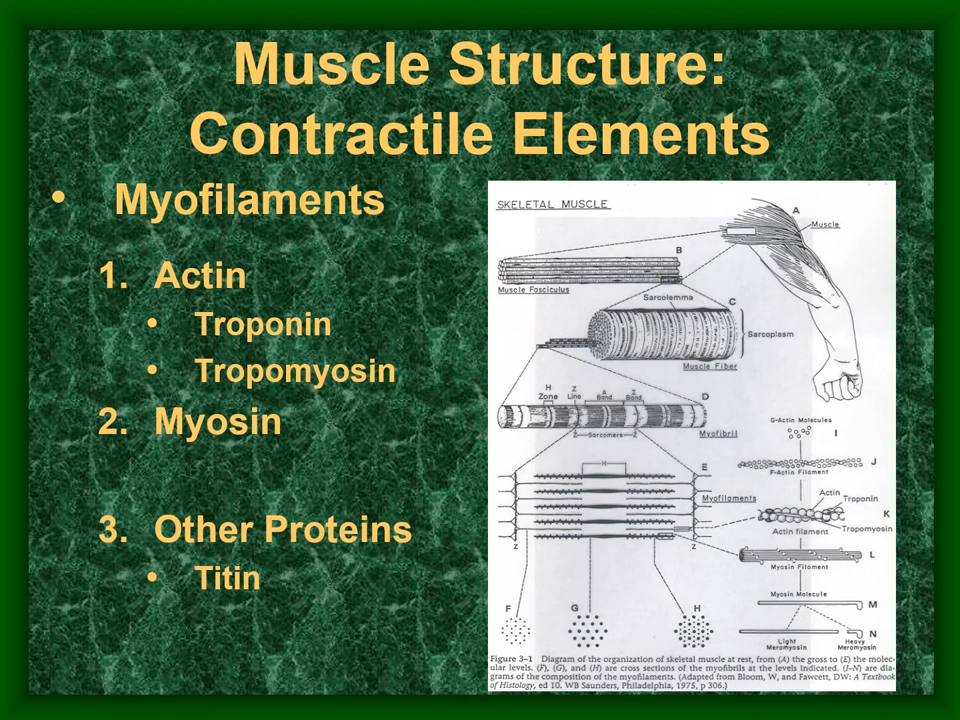 Muscle Structure:
Contractile Elements
• Myofilaments
1. Actin
• Troponin
• Tropomyosin
2. Myosin
3. Other Proteins
• Titin
SKELETAL MUSCLE
A
Muscle
B
Muscle Fasciculus
Sarcolemma
C
Sarcoplasm
Muscle Fiber
H Zone
Z Line
A Band
I Band
D
Z Sarcomere Z
Myofibril
G-Actin Molecules
I
H
E
J
F-Actin Filament
Myofilaments
Actin
Troponin
K
Tropomyosin
Actin filament
Z Z
L
Myosin Filament
Myosin Molecule
M
F G H
N
Light Meromyosin
Heavy Meromyosin
Figure 3–1 Diagram of the organization of skeletal muscle at rest, from (A) the gross to (E) the molec-
ular levels. (F), (G), and (H) are cross sections of the myofibrils at the levels indicated. (I–N) are dia-
grams of the composition of the myofilaments. (Adapted from Bloom, W, and Fawcett, DW: A Textbook
of Histology, ed 10. WB Saunders, Philadelphia, 1975, p 306.)